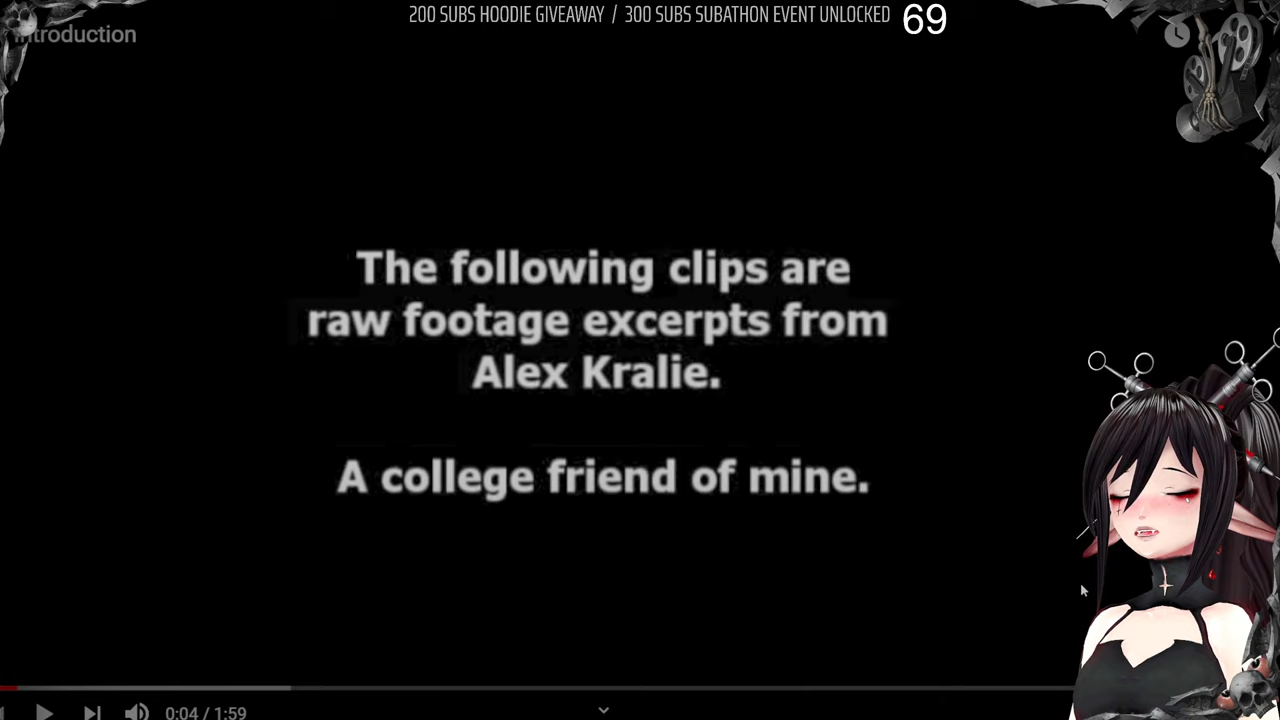 200 SUBS HOODIE GIVEAWAY / 300 SUBS SUBATHON EVENT UNLOCKED 69
Introduction
The following clips are
raw footage excerpts from
Alex Kralie.
A college friend of mine.
0:04 / 1:59